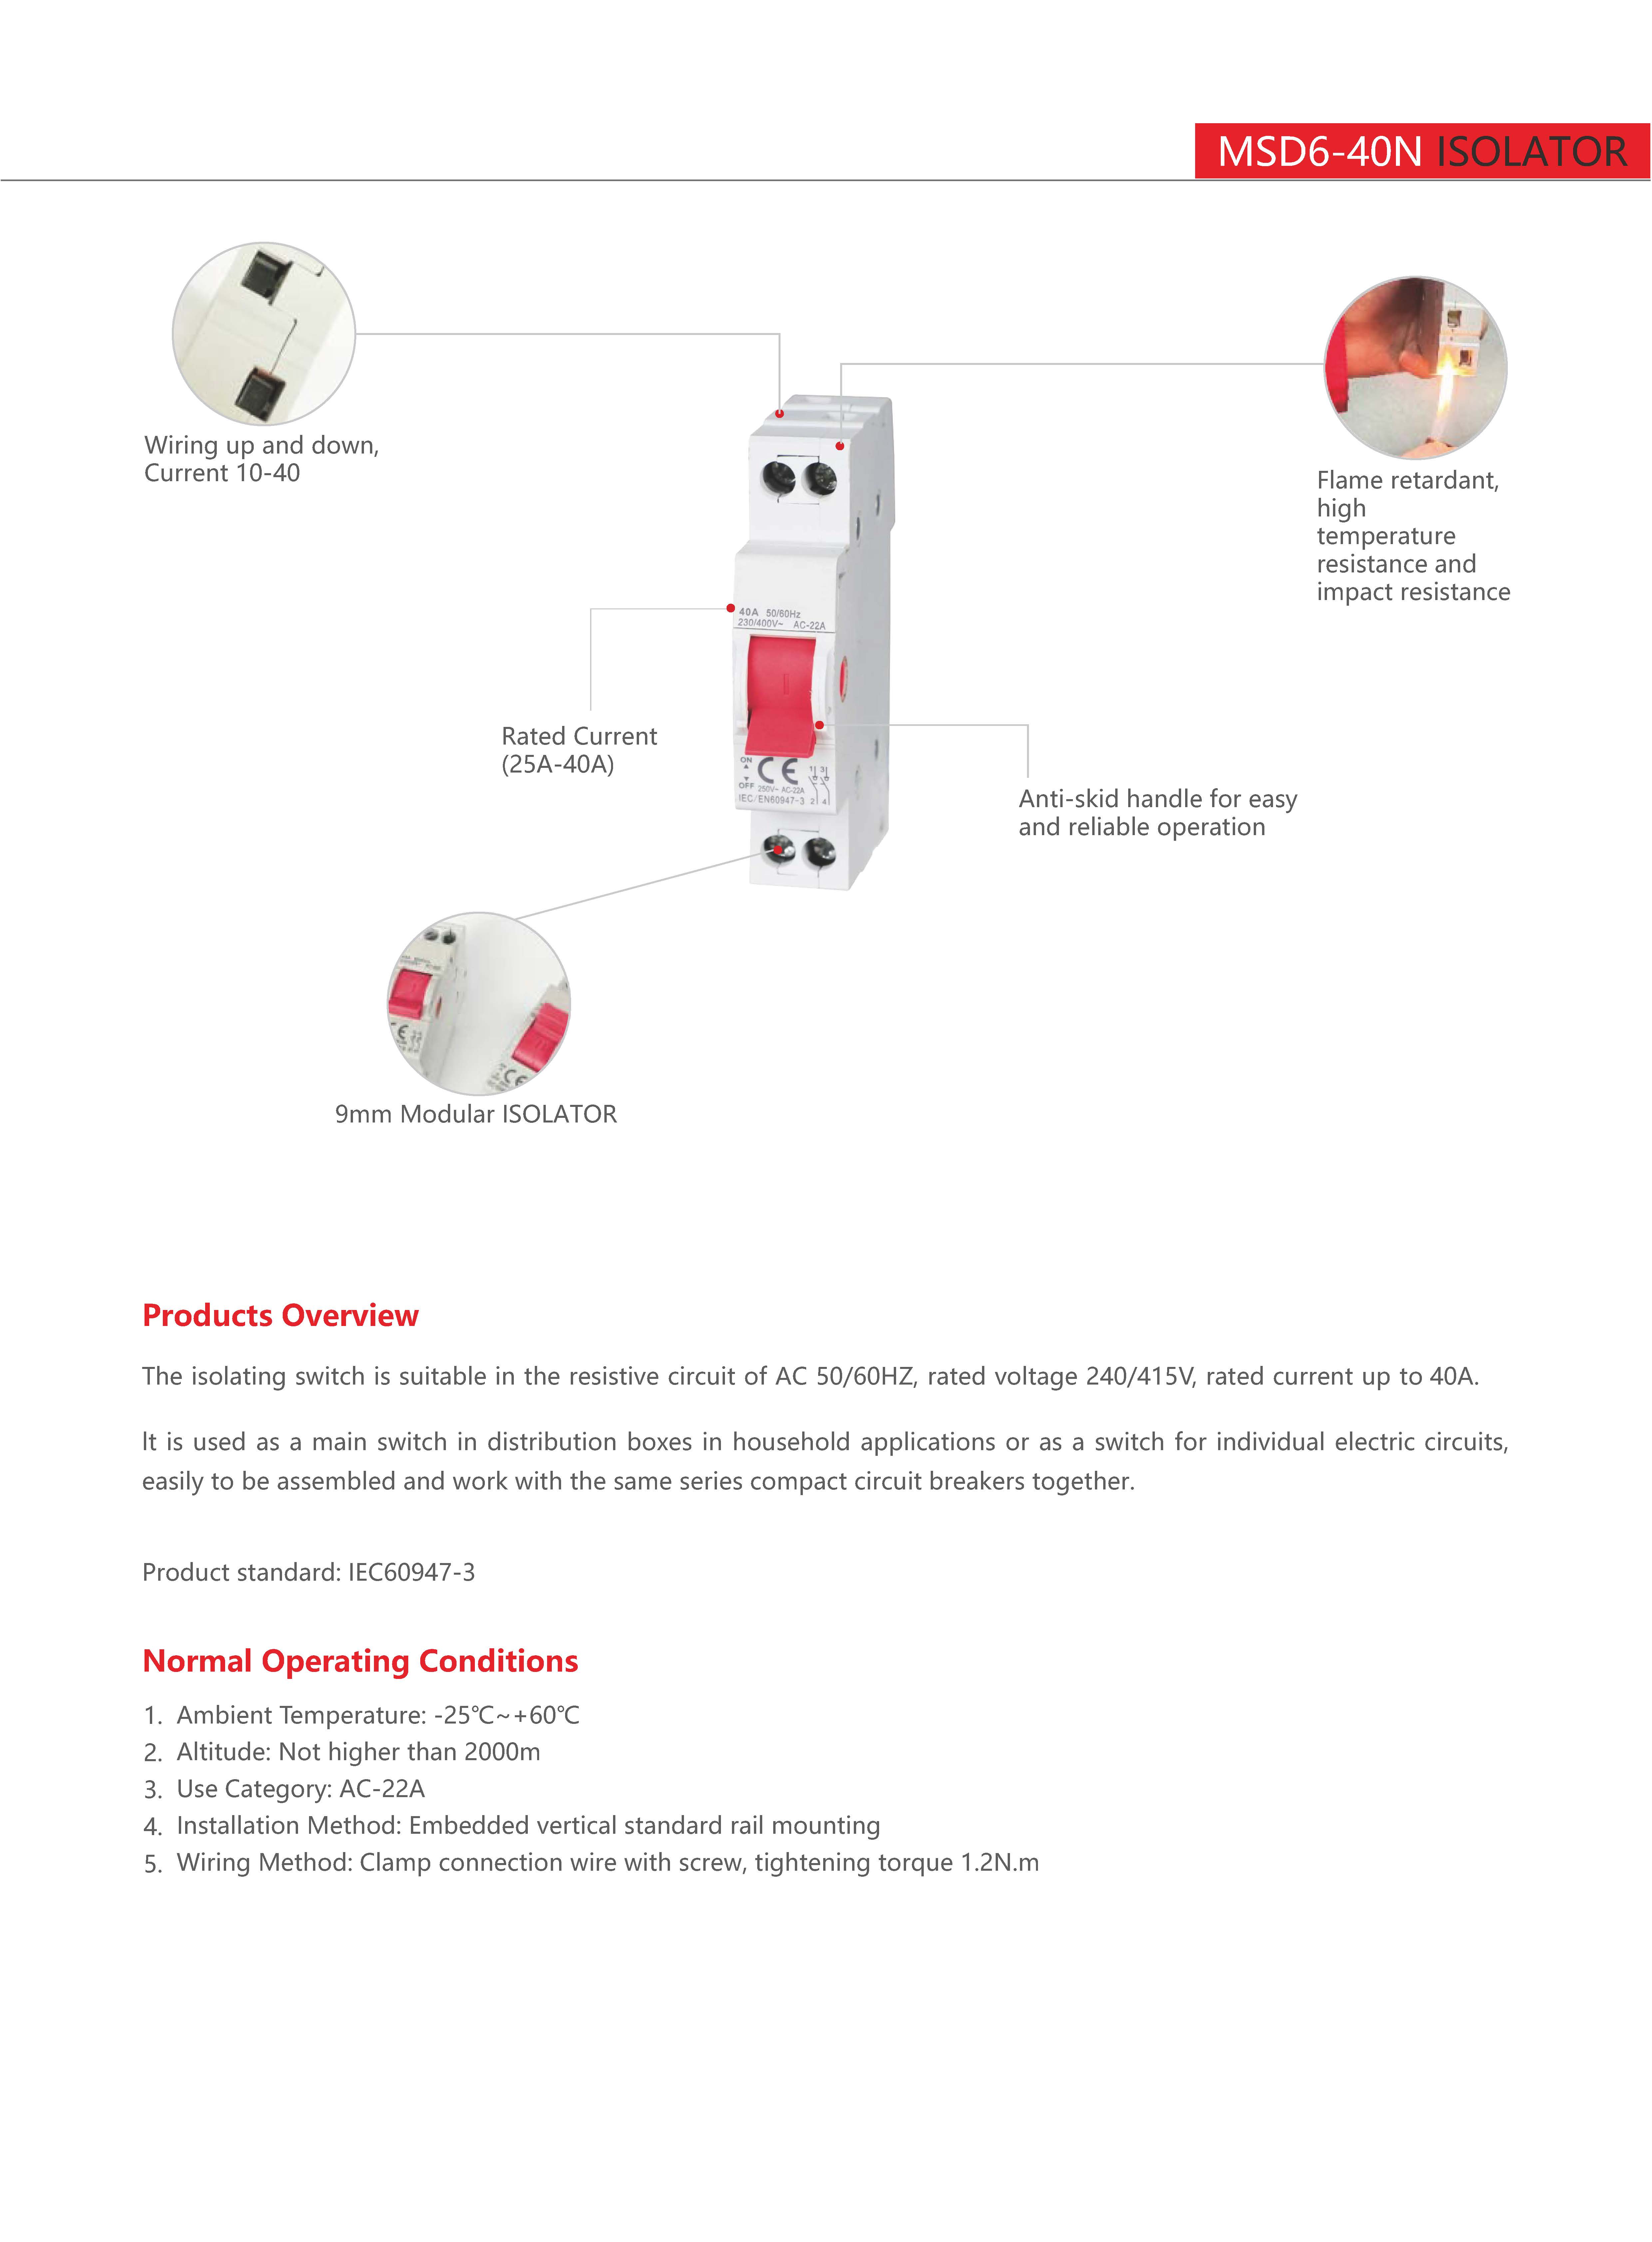 MSD6-40N ISOLATOR
Wiring up and down,
Current 10-40
Flame retardant,
high
temperature
resistance and
impact resistance
40A 50/60Hz
230/400V~ AC-22A
Rated Current
(25A-40A)
ON
CE
1 3
OFF 250V~ AC-22A
IEC/EN60947-3 2 4
Anti-skid handle for easy
and reliable operation
CE
CE
9mm Modular ISOLATOR
Products Overview
The isolating switch is suitable in the resistive circuit of AC 50/60HZ, rated voltage 240/415V, rated current up to 40A.
It is used as a main switch in distribution boxes in household applications or as a switch for individual electric circuits,
easily to be assembled and work with the same series compact circuit breakers together.
Product standard: IEC60947-3
Normal Operating Conditions
1. Ambient Temperature: -25℃~+60℃
2. Altitude: Not higher than 2000m
3. Use Category: AC-22A
4. Installation Method: Embedded vertical standard rail mounting
5. Wiring Method: Clamp connection wire with screw, tightening torque 1.2N.m